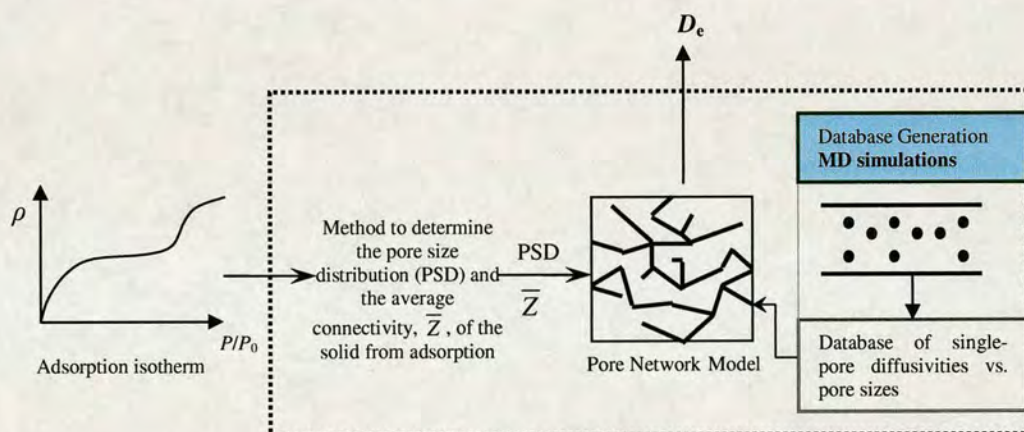 D_e
Database Generation
MD simulations
ρ
P/P_0
Adsorption isotherm
Method to determine
the pore size
distribution (PSD) and
the average
connectivity, Z̅, of the
solid from adsorption
PSD
Z̅
Pore Network Model
Database of single-
pore diffusivities vs.
pore sizes